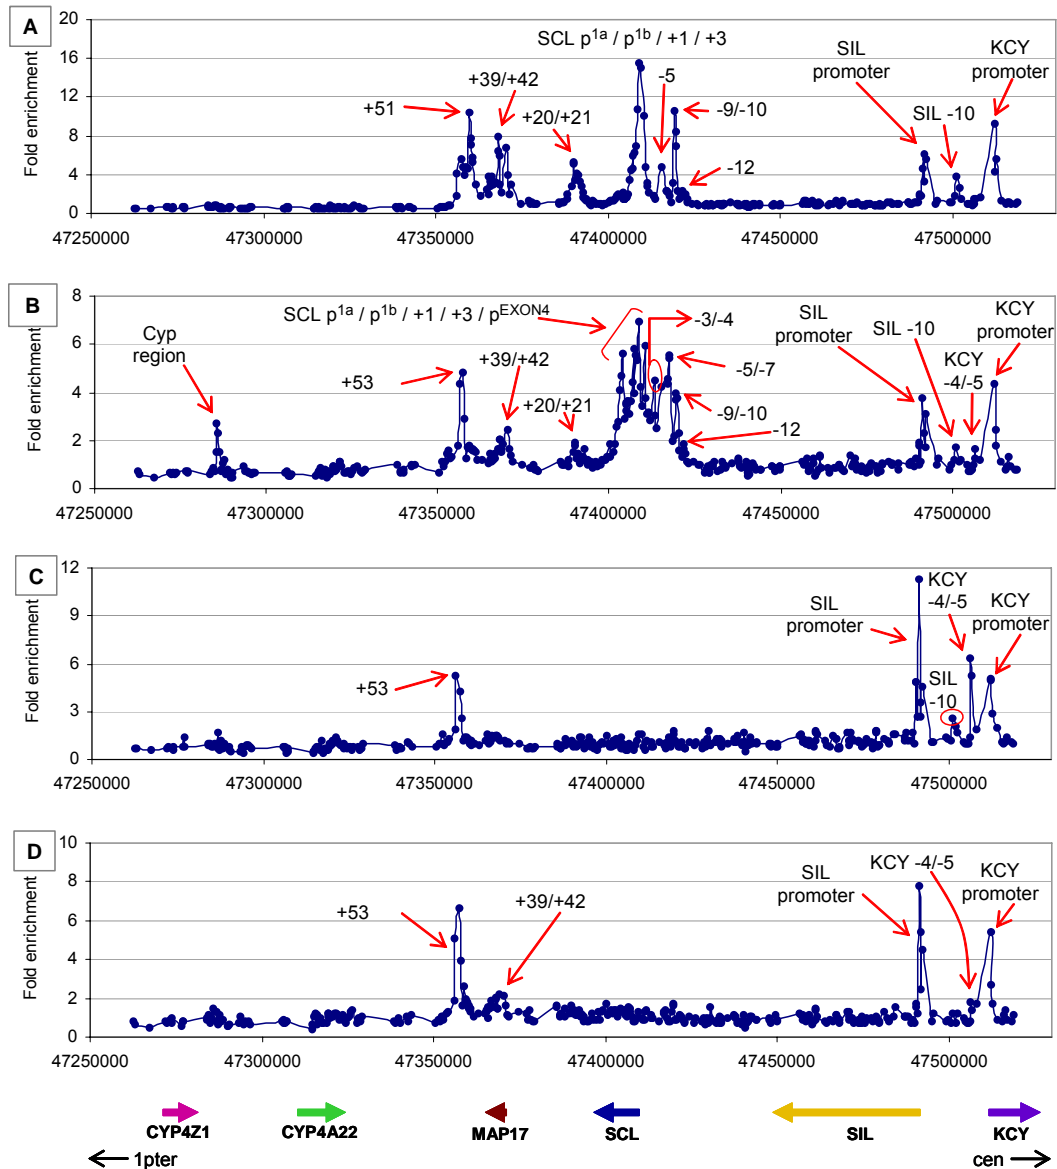 A
Fold enrichment
20
16
12
8
4
0
SCL p1a / p1b / +1 / +3
+51
+39/+42
+20/+21
-5
-9/-10
-12
SIL
promoter
SIL -10
KCY
promoter
47250000 47300000 47350000 47400000 47450000 47500000
B
Fold enrichment
8
6
4
2
0
Cyp
region
SCL p1a / p1b / +1 / +3 / pEXON4
+53
+39/+42
+20/+21
-3/-4
-5/-7
-9/-10
-12
SIL
promoter
SIL -10
KCY
-4/-5
KCY
promoter
47250000 47300000 47350000 47400000 47450000 47500000
C
Fold enrichment
12
9
6
3
0
+53
SIL
promoter
KCY
-4/-5
SIL
-10
KCY
promoter
47250000 47300000 47350000 47400000 47450000 47500000
D
Fold enrichment
10
8
6
4
2
0
+53
+39/+42
SIL
promoter
KCY -4/-5
KCY
promoter
47250000 47300000 47350000 47400000 47450000 47500000
CYP4Z1 CYP4A22 MAP17 SCL SIL KCY
1pter cen